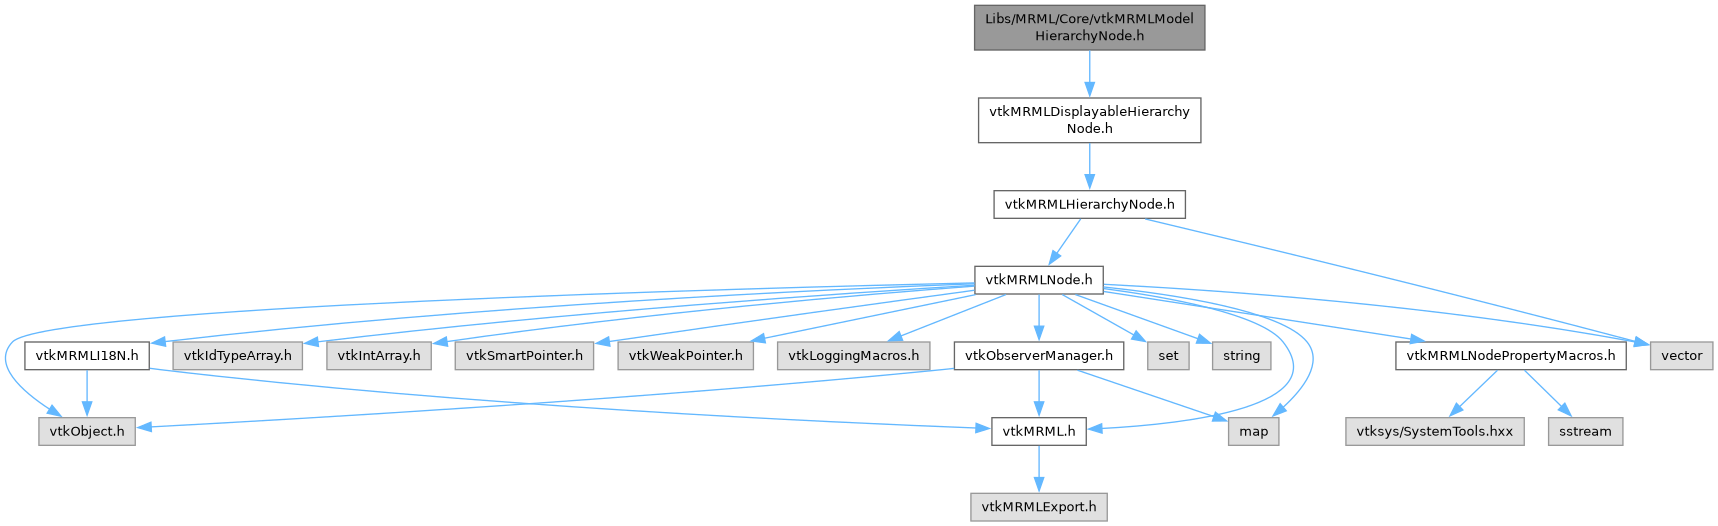 Libs/MRML/Core/vtkMRMLModel
HierarchyNode.h
vtkMRMLDisplayableHierarchy
Node.h
vtkMRMLHierarchyNode.h
vtkMRMLNode.h
vtkMRMLI18N.h
vtkIdTypeArray.h
vtkIntArray.h
vtkSmartPointer.h
vtkWeakPointer.h
vtkLoggingMacros.h
vtkObserverManager.h
set
string
vtkMRMLNodePropertyMacros.h
vector
vtkObject.h
vtkMRML.h
map
vtksys/SystemTools.hxx
sstream
vtkMRMLExport.h